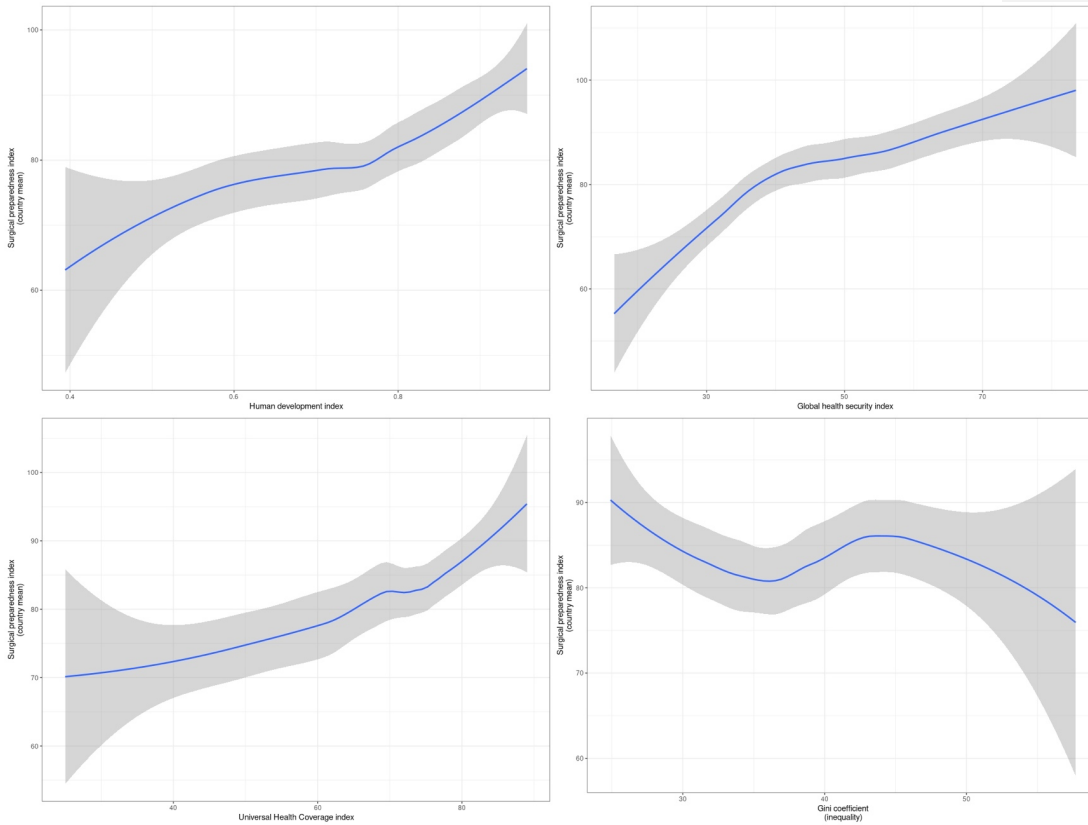 100
80
60
Surgical preparedness index
(country mean)
0.4
0.6
0.8
Human development index
100
80
60
Surgical preparedness index
(country mean)
30
50
70
Global health security index
100
90
80
70
60
Surgical preparedness index
(country mean)
40
60
80
Universal Health Coverage index
90
80
70
60
Surgical preparedness index
(country mean)
30
40
50
Gini coefficient
(inequality)